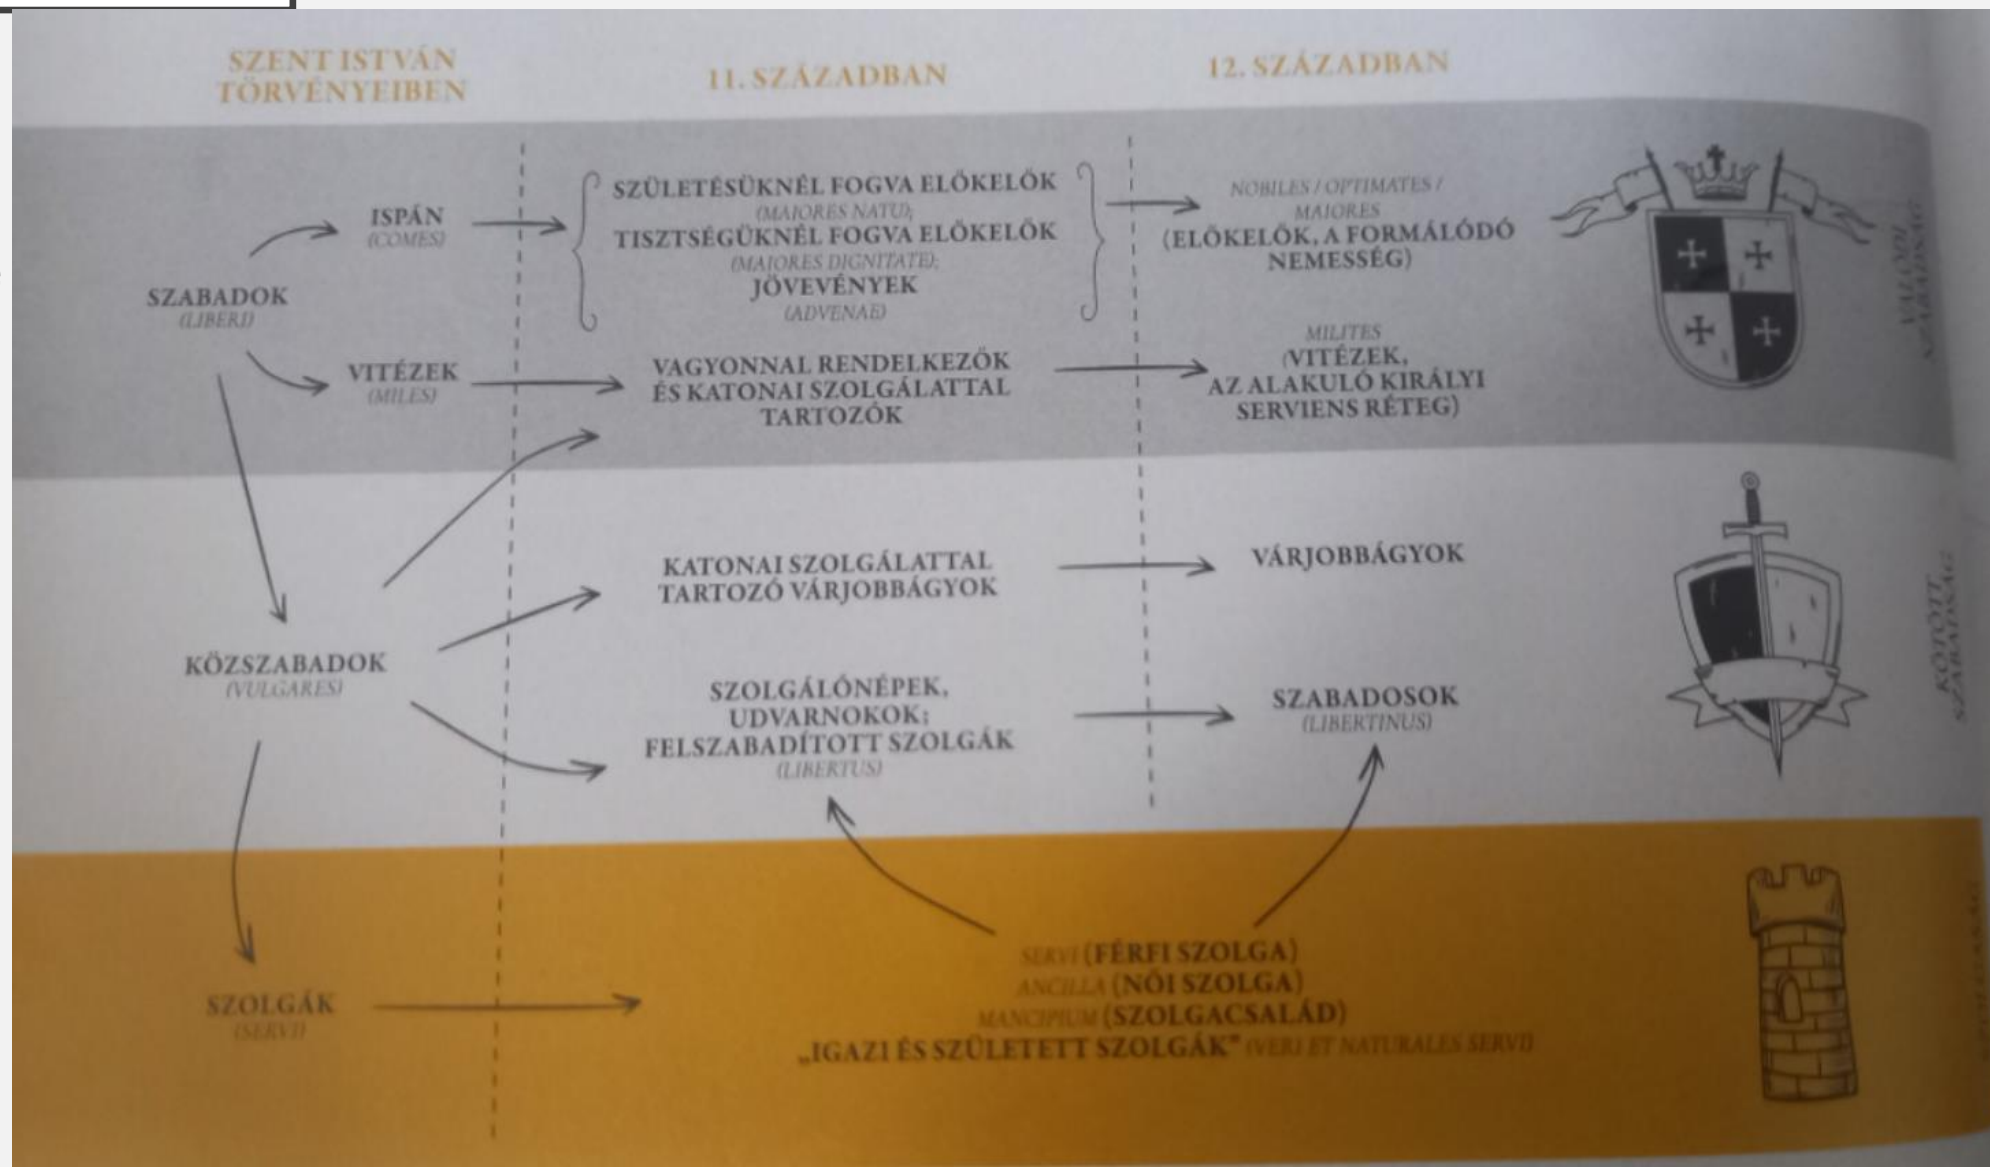 SZENT ISTVÁN
TÖRVÉNYEIBEN
11. SZÁZADBAN
12. SZÁZADBAN
SZABADOK
(LIBERI)
ISPÁN
(COMES)
VITÉZEK
(MILES)
SZÜLETÉSÜKNÉL FOGVA ELŐKELŐK
(MAIORES NATU);
TISZTSÉGÜKNÉL FOGVA ELŐKELŐK
(MAIORES DIGNITATE);
JÖVEVÉNYEK
(ADVENAE)
VAGYONNAL RENDELKEZŐK
ÉS KATONAI SZOLGÁLATTAL
TARTOZÓK
NOBILES / OPTIMATES /
MAIORES
(ELŐKELŐK, A FORMÁLÓDÓ
NEMESSÉG)
MILITES
(VITÉZEK,
AZ ALAKULÓ KIRÁLYI
SERVIENS RÉTEG)
VALÓDI
SZABADSÁG
KÖZSZABADOK
(VULGARES)
KATONAI SZOLGÁLATTAL
TARTOZÓ VÁRJOBBÁGYOK
VÁRJOBBÁGYOK
SZOLGÁLÓNÉPEK,
UDVARNOKOK;
FELSZABADÍTOTT SZOLGÁK
(LIBERTUS)
SZABADOSOK
(LIBERTINUS)
KÖTÖTT
SZABADSÁG
SZOLGÁK
(SERVI)
SERVI (FÉRFI SZOLGA)
ANCILLA (NŐI SZOLGA)
MANCIPIUM (SZOLGACSALÁD)
„IGAZI ÉS SZÜLETETT SZOLGÁK” (VERI ET NATURALES SERVI)